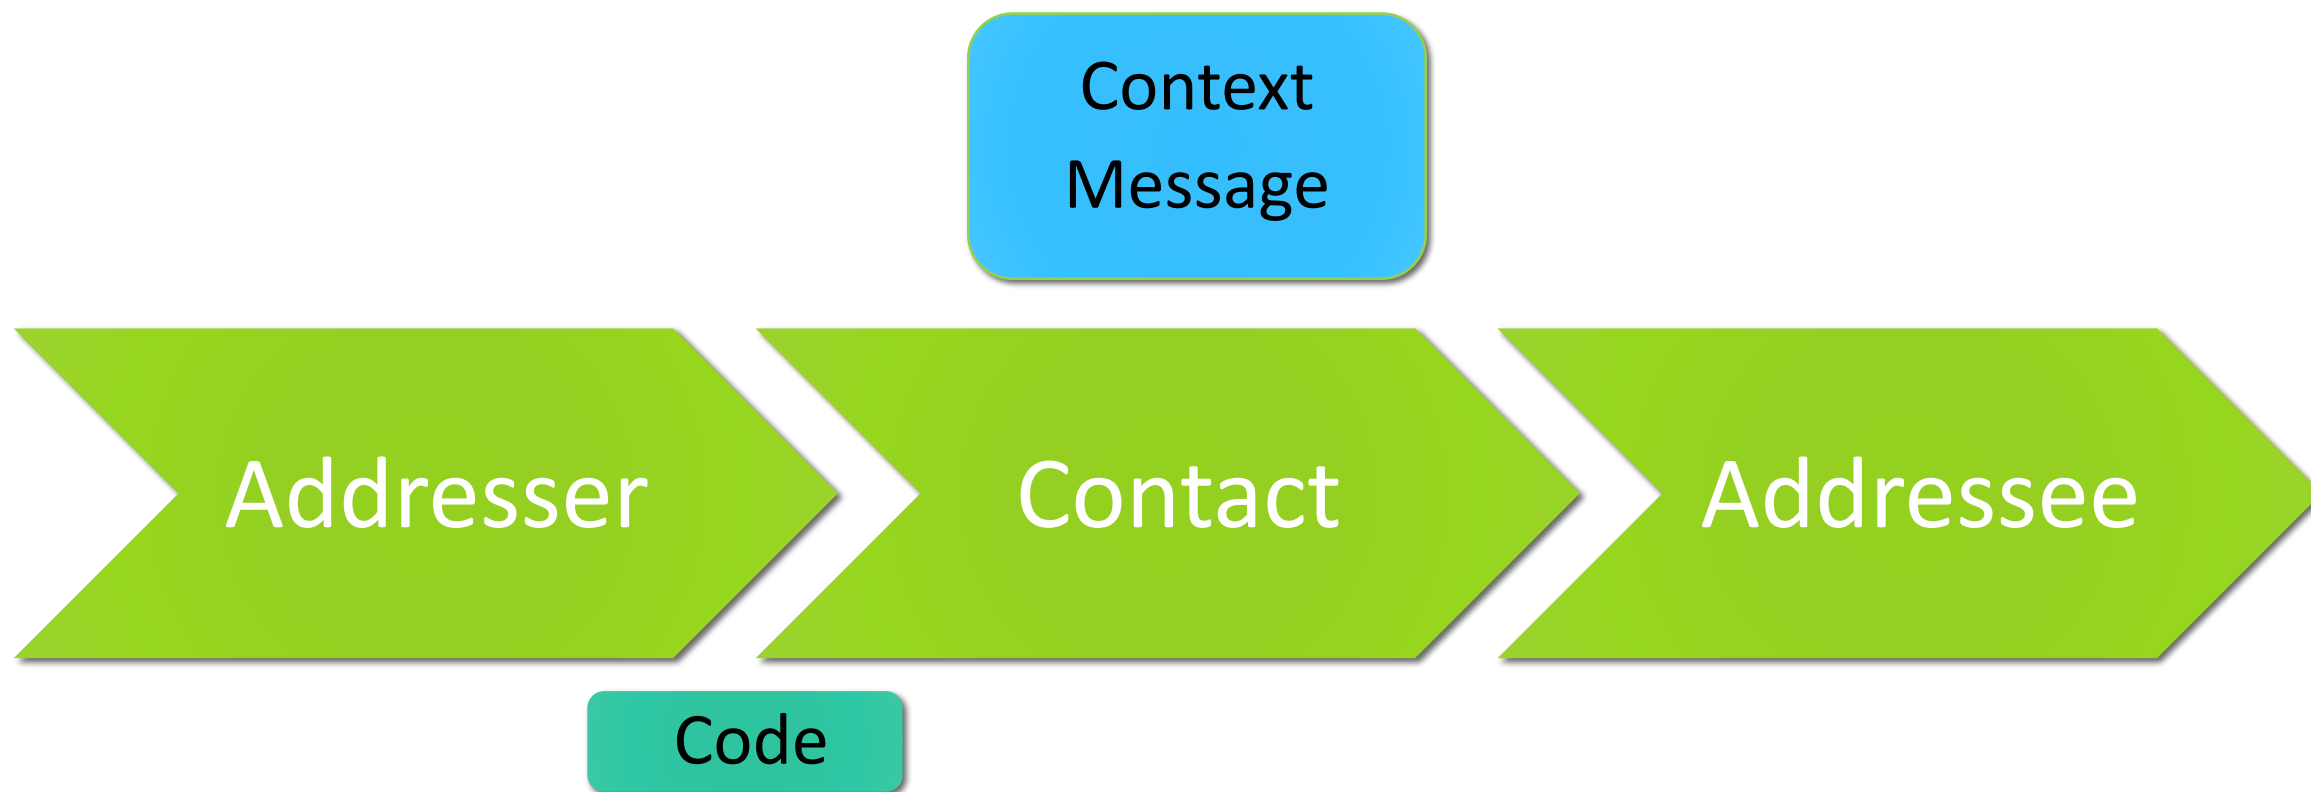 Context
Message
Addresser
Contact
Addressee
Code